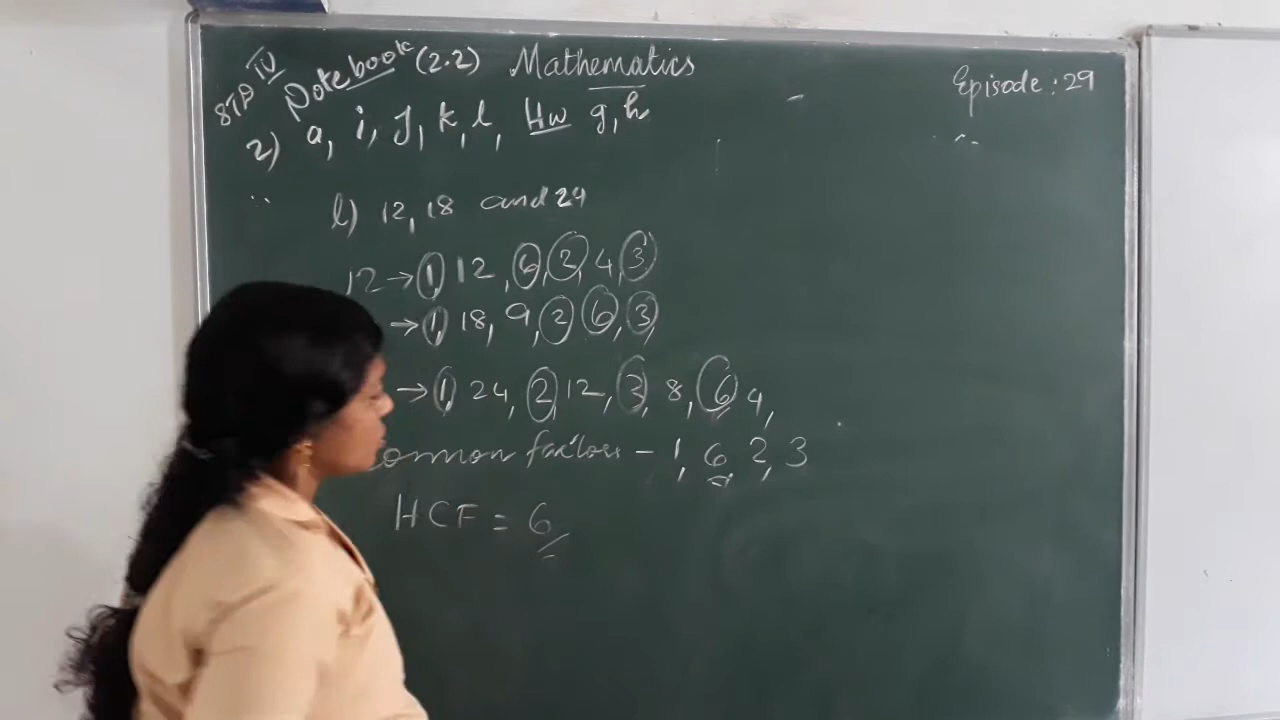 STD IV
Notebook (2.2) Mathematics
Episode : 29
2) a, i, j, k, l, HW g, h
l) 12, 18 and 24
12 → 1, 12, 6, 2, 4, 3
→ 1, 18, 9, 2, 6, 3,
→ 1, 24, 2, 12, 3, 8, 6, 4,
ommon factors - 1, 6, 2, 3
HCF = 6